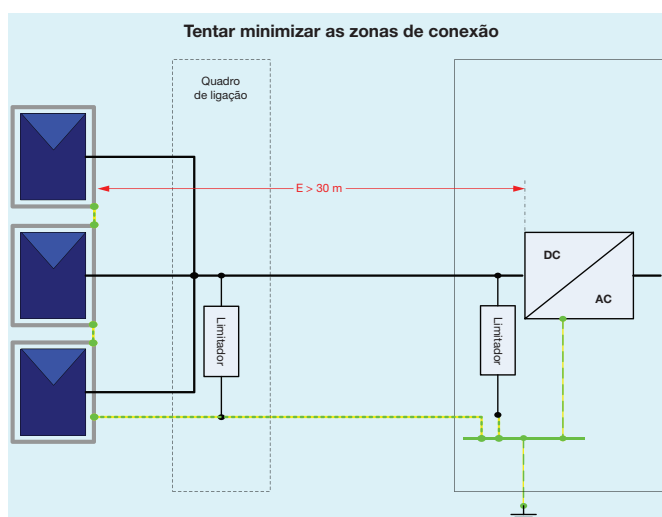 Tentar minimizar as zonas de conexão
Quadro
de ligação
E > 30 m
DC
AC
Limitador
Limitador